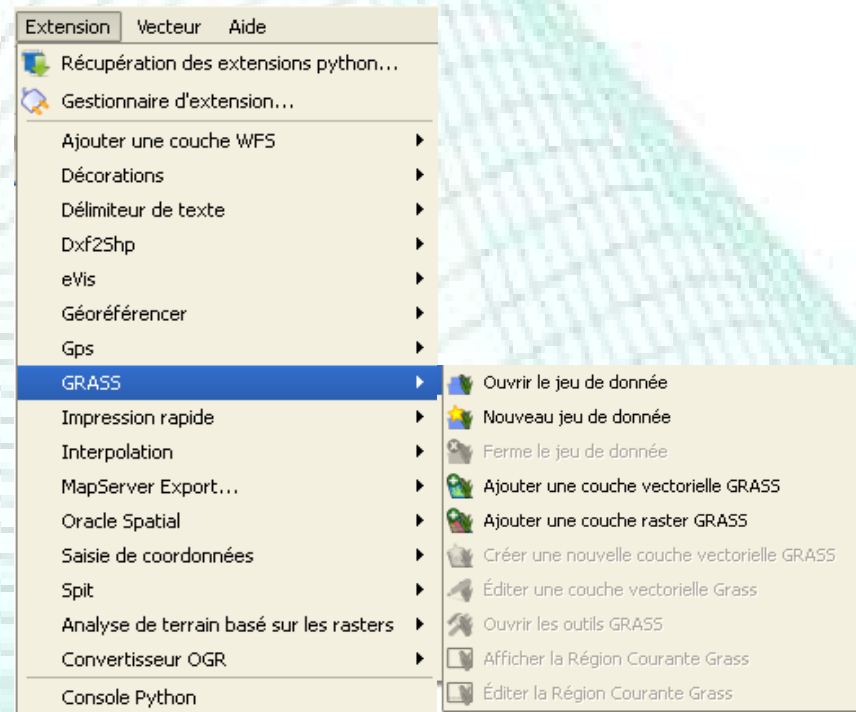 Extension Vecteur Aide
Récupération des extensions python...
Gestionnaire d'extension...
Ajouter une couche WFS
Décorations
Délimiteur de texte
Dxf2Shp
eVis
Géoréférencer
Gps
GRASS
Impression rapide
Interpolation
MapServer Export...
Oracle Spatial
Saisie de coordonnées
Spit
Analyse de terrain basé sur les rasters
Convertisseur OGR
Console Python
Ouvrir le jeu de donnée
Nouveau jeu de donnée
Ferme le jeu de donnée
Ajouter une couche vectorielle GRASS
Ajouter une couche raster GRASS
Créer une nouvelle couche vectorielle GRASS
Éditer une couche vectorielle Grass
Ouvrir les outils GRASS
Afficher la Région Courante Grass
Éditer la Région Courante Grass